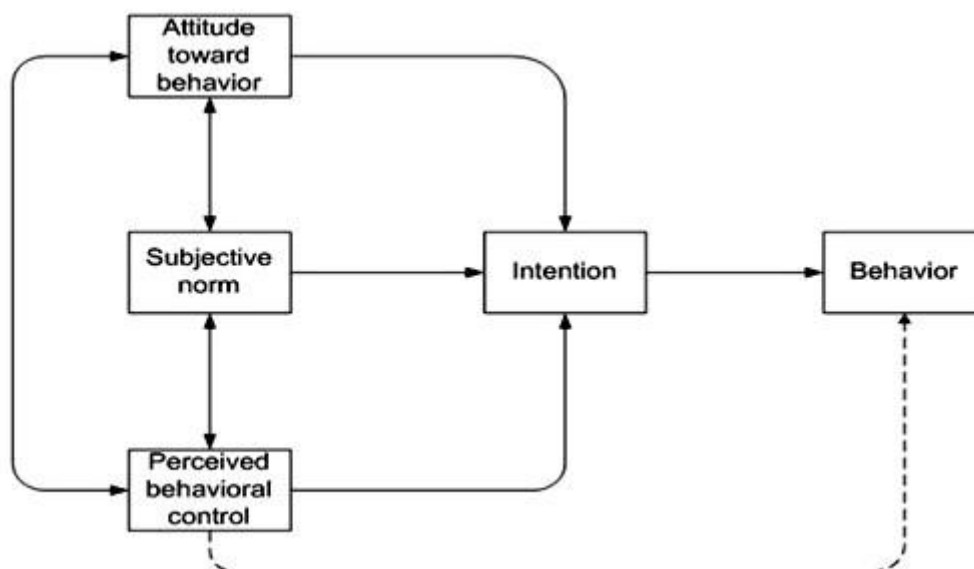 Attitude
toward
behavior
Subjective
norm
Intention
Behavior
Perceived
behavioral
control